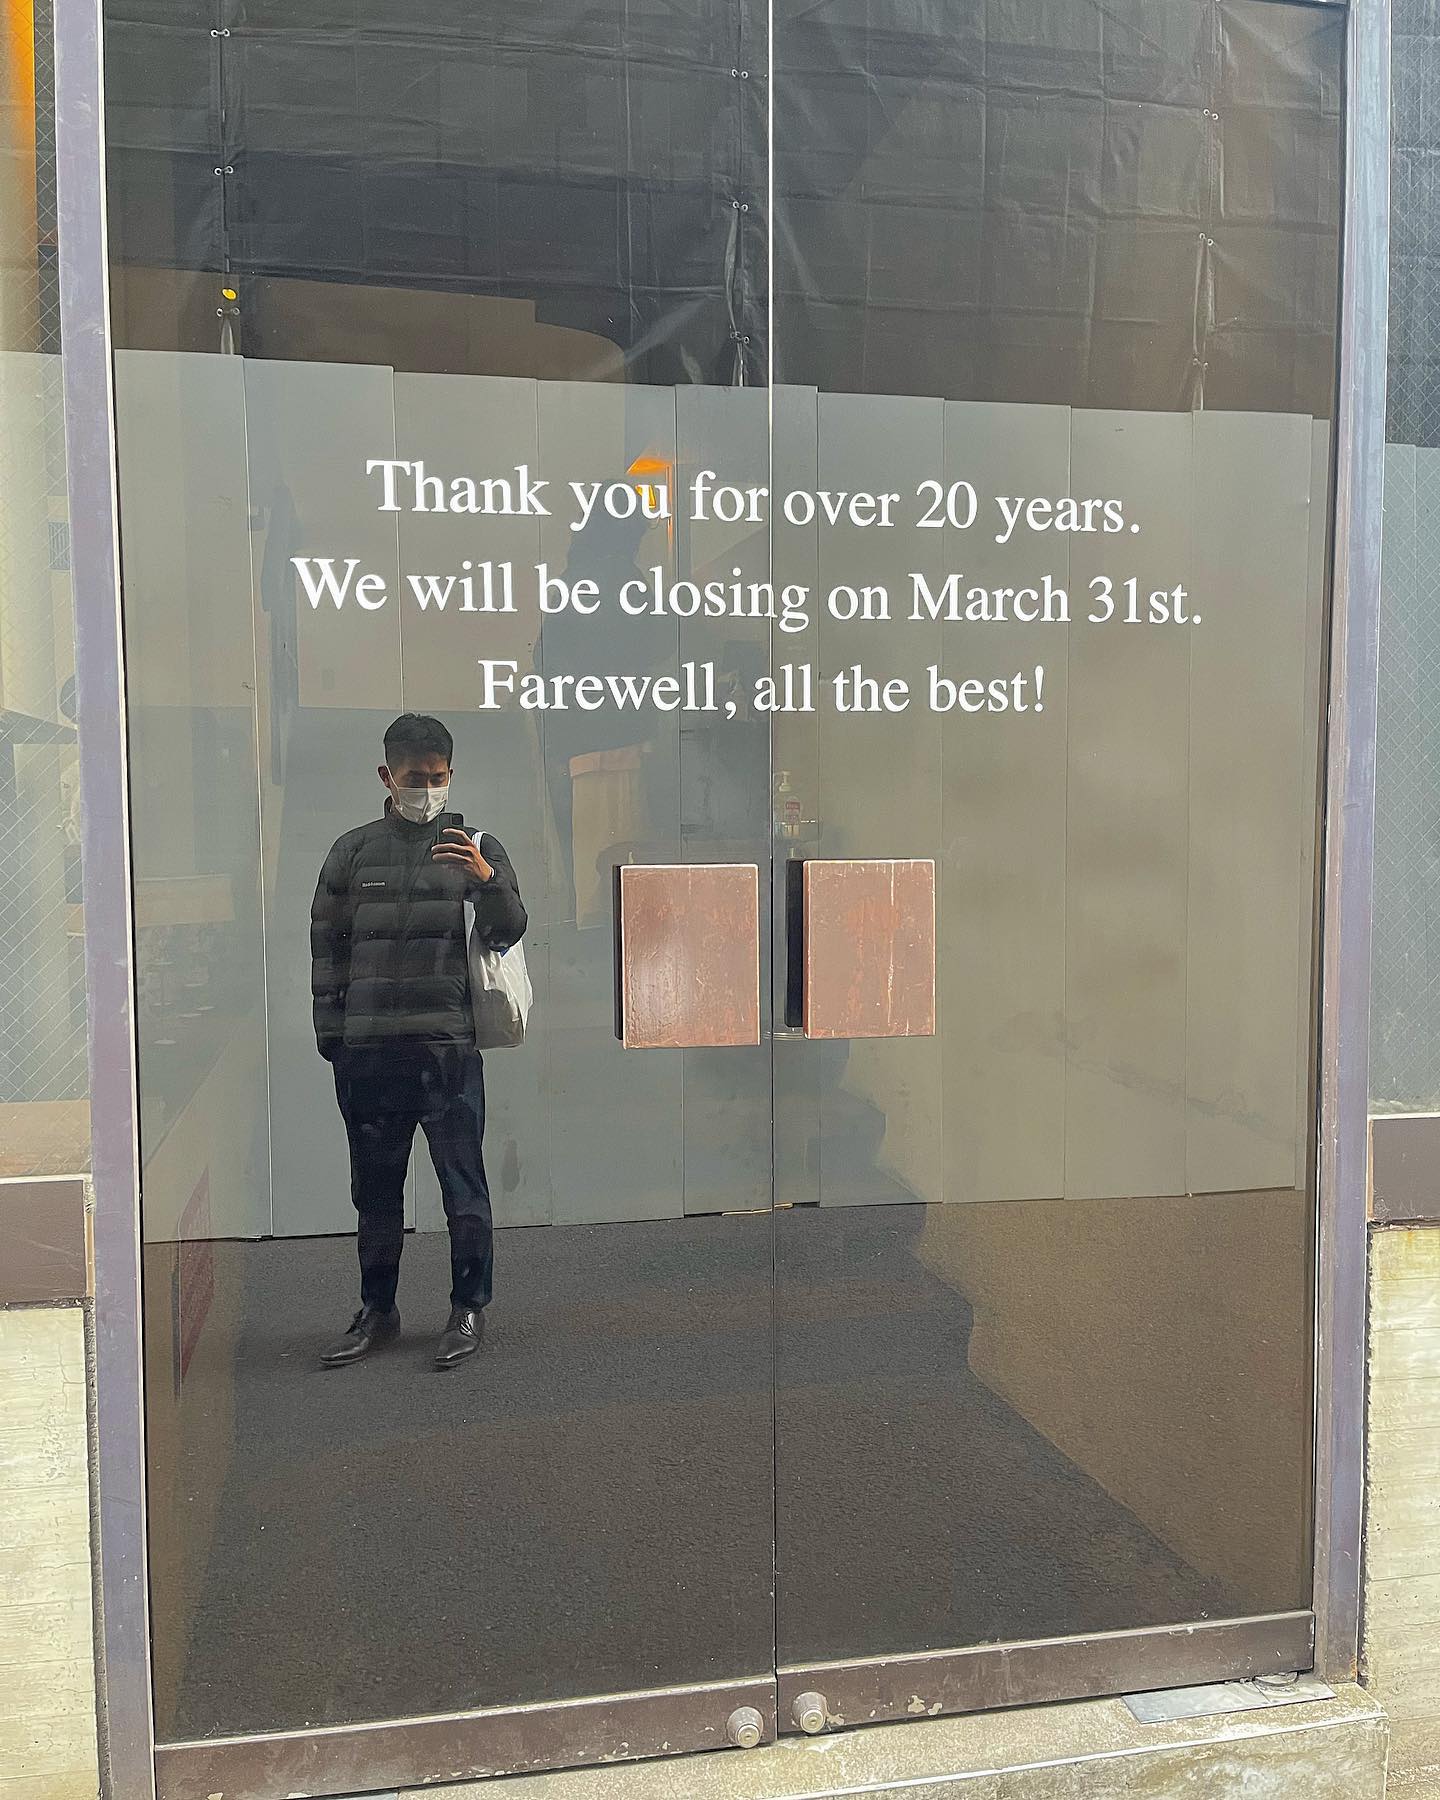 Thank you for over 20 years.
We will be closing on March 31st.
Farewell, all the best!